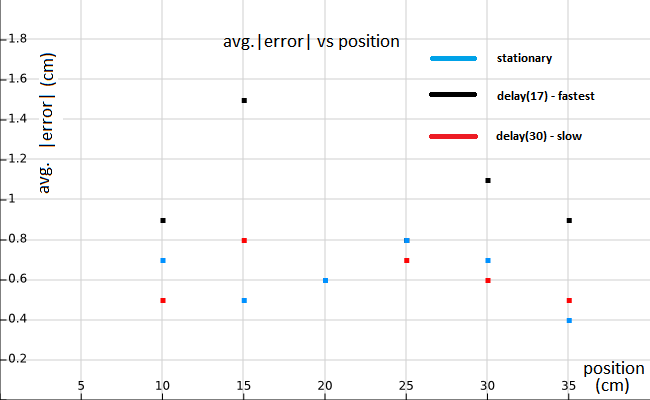 avg.|error| vs position
stationary
delay(17) - fastest
delay(30) - slow
avg. |error| (cm)
1.8
1.6
1.4
1.2
1
0.8
0.6
0.4
0.2
5 10 15 20 25 30 35
position
(cm)